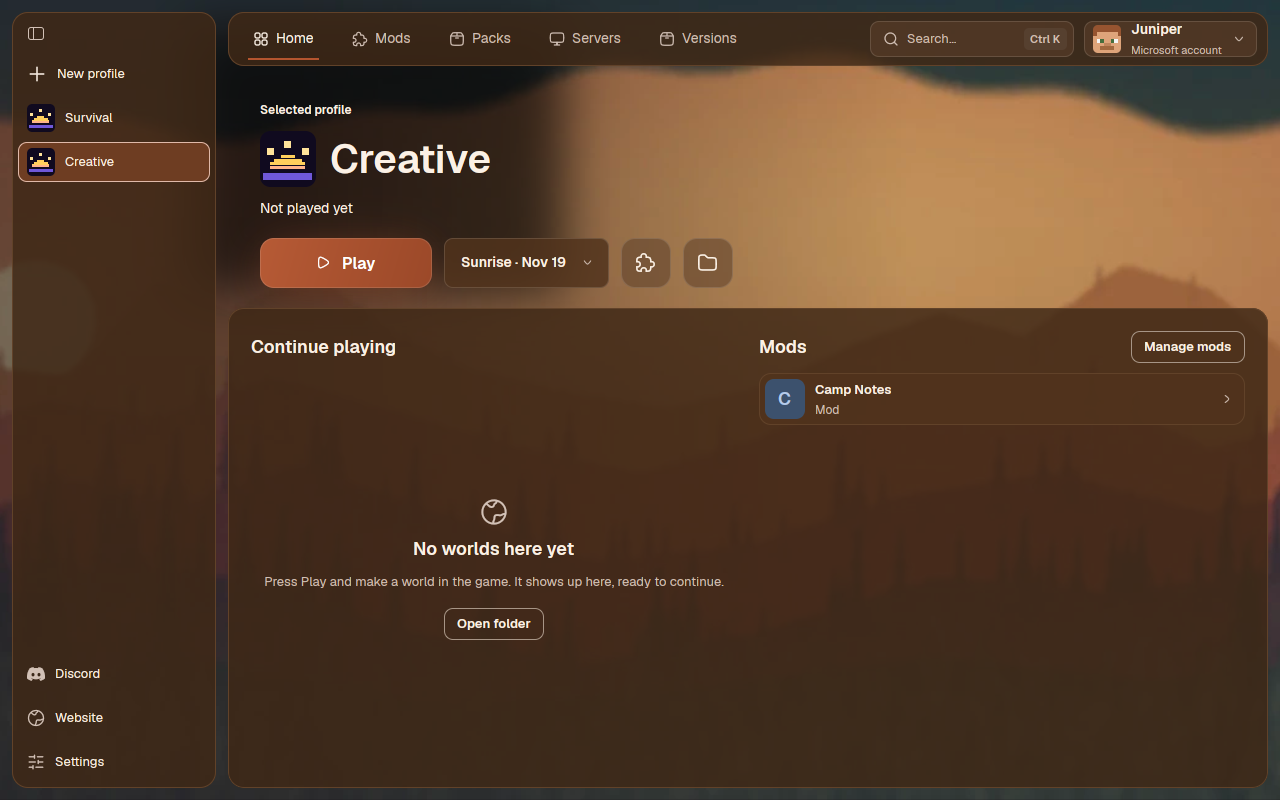 New profile
Survival
Creative
Discord
Website
Settings
Home
Mods
Packs
Servers
Versions
Search...
Ctrl K
Juniper
Microsoft account
Selected profile
Creative
Not played yet
Play
Sunrise · Nov 19
Continue playing
No worlds here yet
Press Play and make a world in the game. It shows up here, ready to continue.
Open folder
Mods
Manage mods
C
Camp Notes
Mod